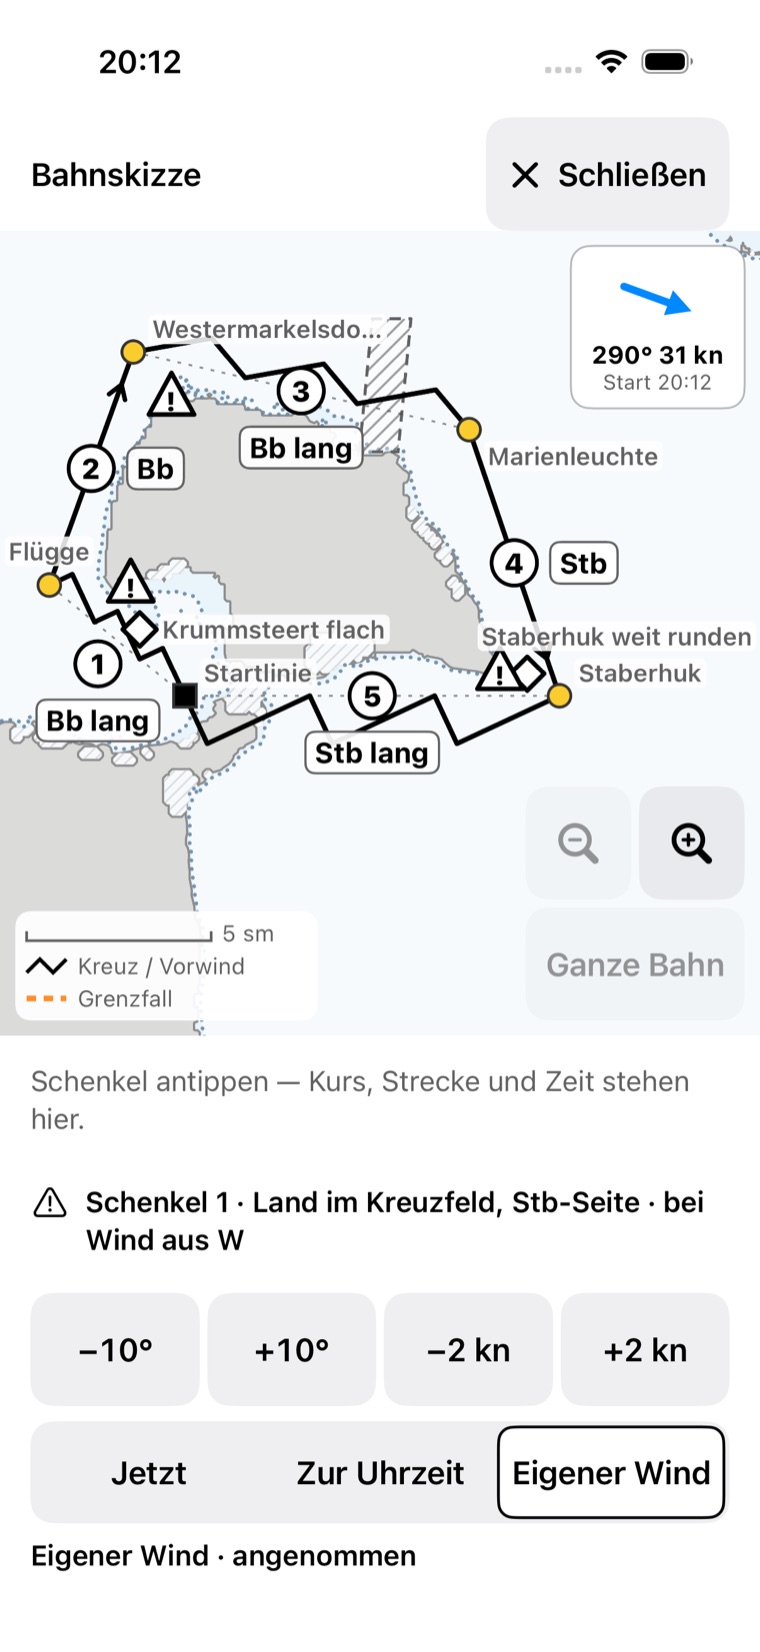 20:12
Bahnskizze
Schließen
290° 31 kn
Start 20:12
Westermarkelsdo...
3
Bb lang
Marienleuchte
2
Bb
Flügge
4
Stb
Krummsteert flach
Staberhuk weit runden
1
Startlinie
Staberhuk
5
Bb lang
Stb lang
5 sm
Kreuz / Vorwind
Grenzfall
Ganze Bahn
Schenkel antippen — Kurs, Strecke und Zeit stehen
hier.
Schenkel 1 · Land im Kreuzfeld, Stb-Seite · bei
Wind aus W
−10°
+10°
−2 kn
+2 kn
Jetzt
Zur Uhrzeit
Eigener Wind
Eigener Wind · angenommen